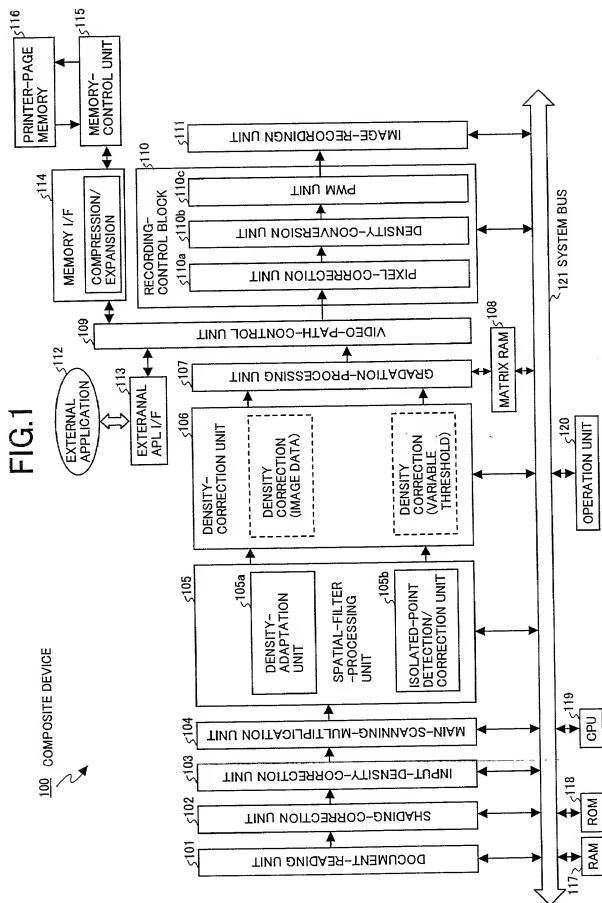 FIG.1
100 COMPOSITE DEVICE
101
DOCUMENT-READING UNIT
102
SHADING-CORRECTION UNIT
103
INPUT-DENSITY-CORRECTION UNIT
104
MAIN-SCANNING-MULTIPLICATION UNIT
105
105a
DENSITY-
ADAPTATION
UNIT
SPATIAL-FILTER
-PROCESSING
UNIT
105b
ISOLATED-POINT
DETECTION/
CORRECTION UNIT
106
DENSITY-
CORRECTION UNIT
DENSITY
CORRECTION
(IMAGE DATA)
DENSITY
CORRECTION
(VARIABLE
THRESHOLD)
107
GRADATION-PROCESSING UNIT
108
MATRIX RAM
109
VIDEO-PATH-CONTROL UNIT
112
EXTERNAL
APPLICATION
113
EXTERANAL
APL I/F
114
MEMORY I/F
COMPRESSION/
EXPANSION
115
MEMORY-
CONTROL UNIT
116
PRINTER-PAGE
MEMORY
110
RECORDING-
CONTROL BLOCK
110a
PIXEL-CORRECTION UNIT
110b
DENSITY-CONVERSION UNIT
110c
PWM UNIT
111
IMAGE-RECORDINGN UNIT
121 SYSTEM BUS
117
RAM
118
ROM
119
CPU
120
OPERATION UNIT